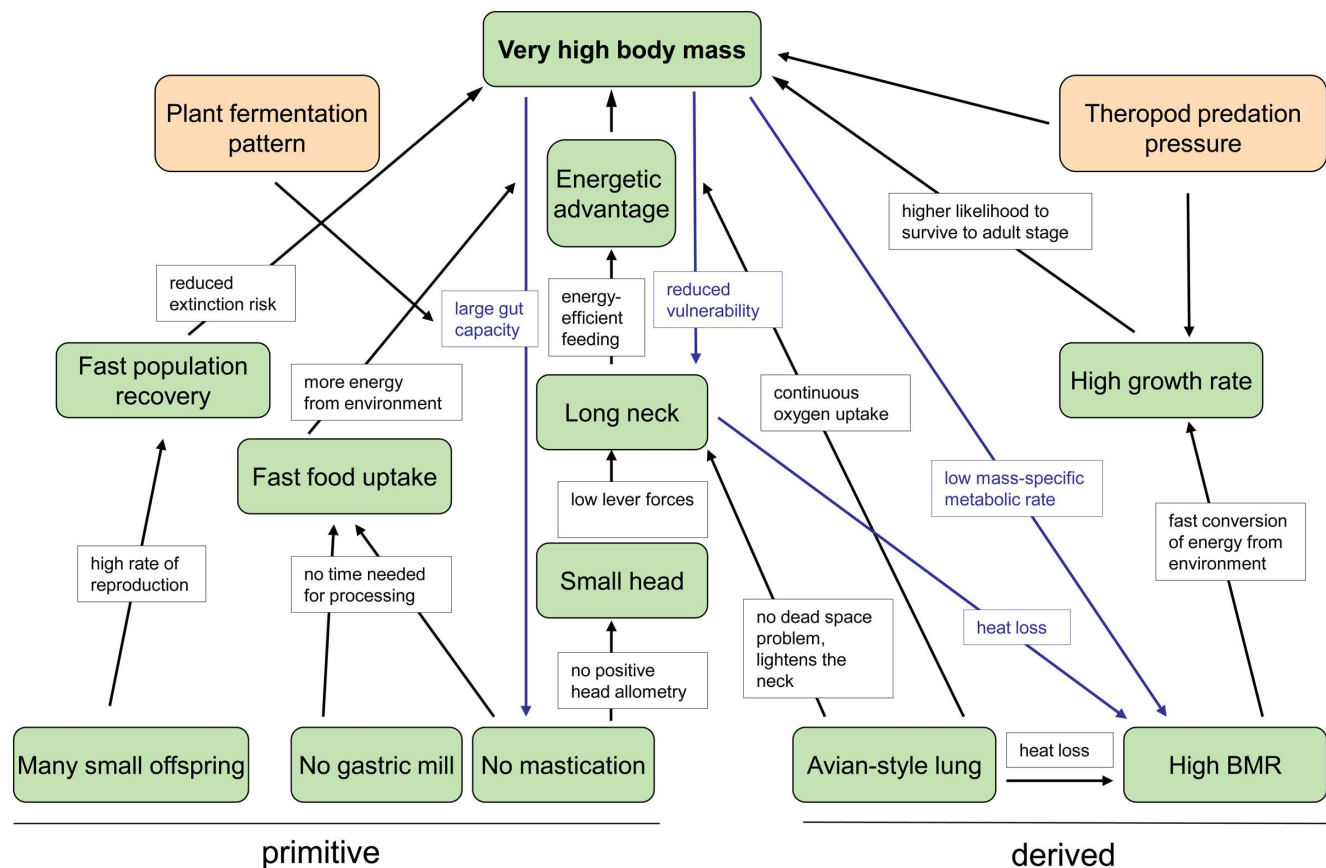 Very high body mass
Plant fermentation
pattern
Theropod predation
pressure
Energetic
advantage
higher likelihood to
survive to adult stage
reduced
extinction risk
large gut
capacity
energy-
efficient
feeding
reduced
vulnerability
Fast population
recovery
more energy
from environment
Long neck
continuous
oxygen uptake
High growth rate
Fast food uptake
low lever forces
low mass-specific
metabolic rate
fast conversion
of energy from
environment
high rate of
reproduction
no time needed
for processing
Small head
no dead space
problem,
lightens the
neck
heat loss
no positive
head allometry
Many small offspring
No gastric mill
No mastication
Avian-style lung
heat loss
High BMR
primitive
derived